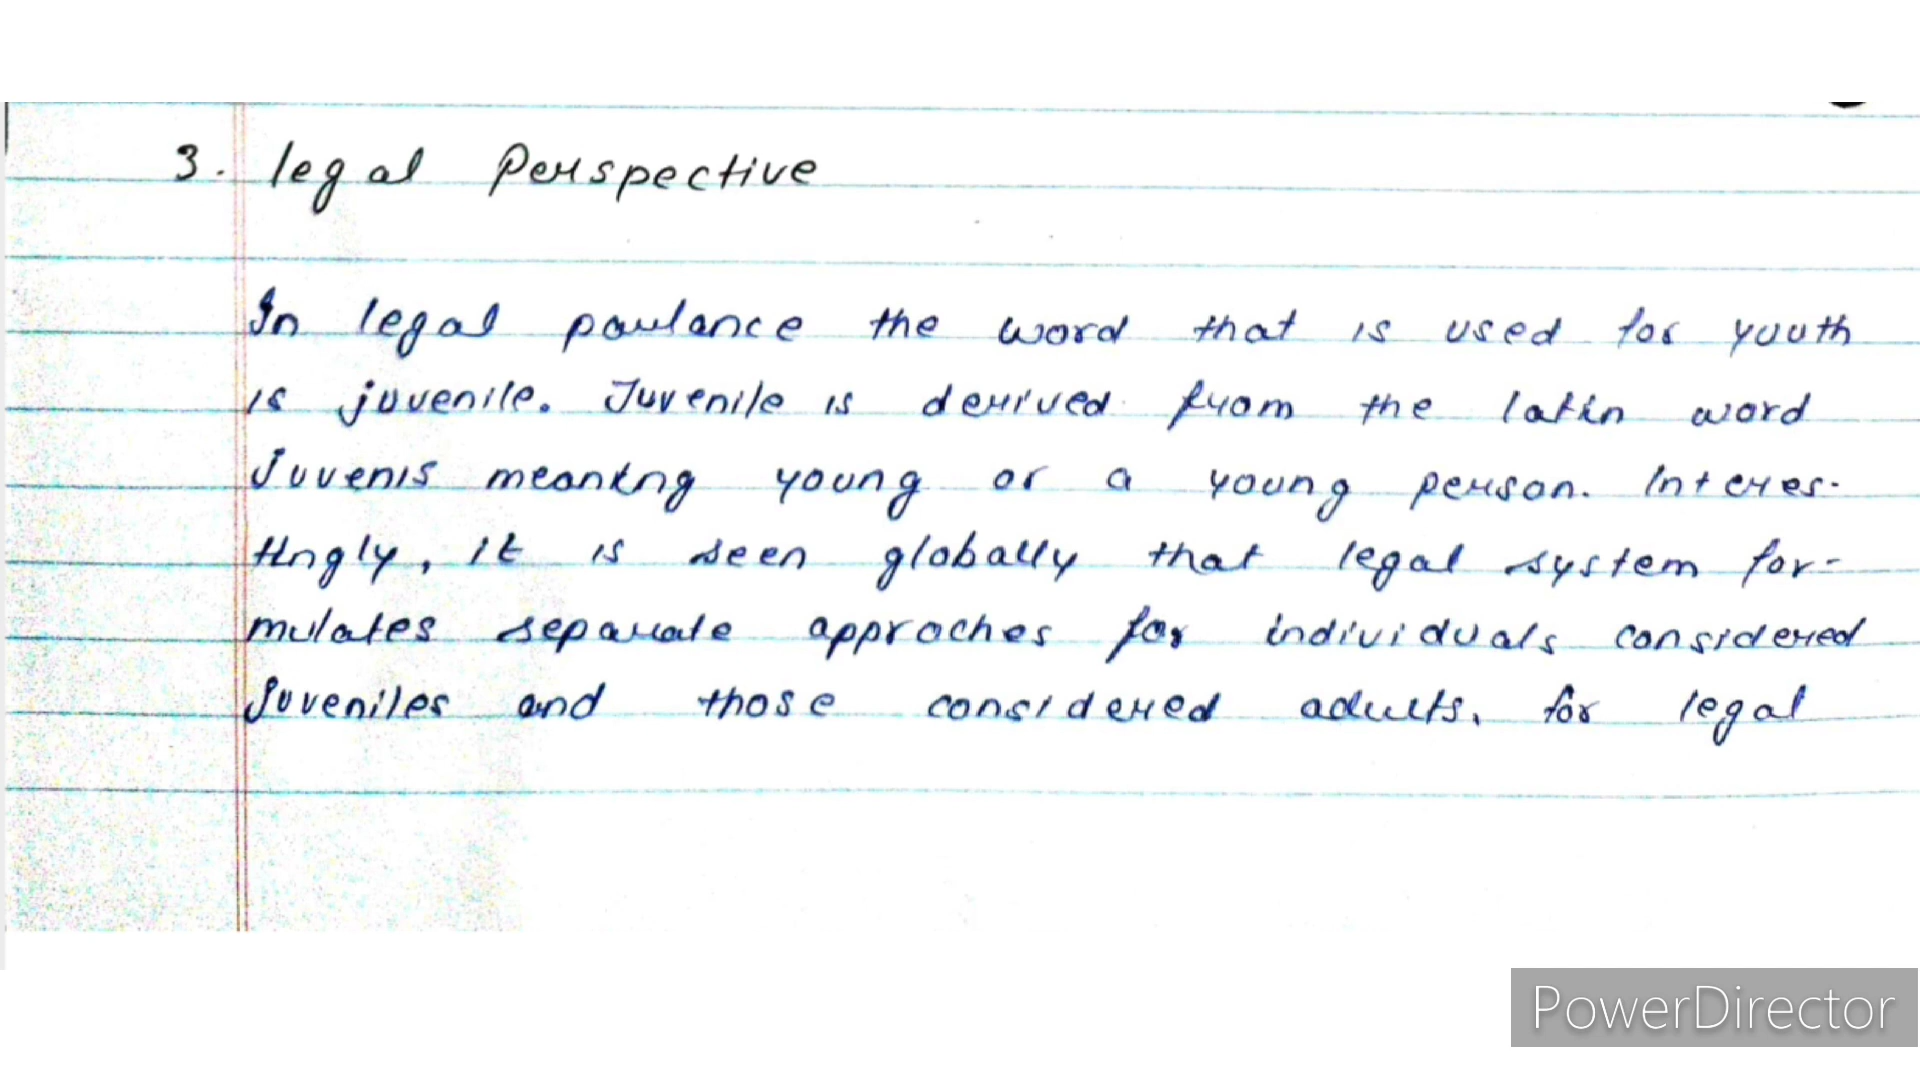 3. legal Perspective
In legal parlance the word that is used for youth
is juvenile. Juvenile is derived from the latin word
Juvenis meaning young or a young person. Interes-
tingly, it is seen globally that legal system for-
mulates separate approches for individuals considered
Juveniles and those considered adults. for legal
PowerDirector